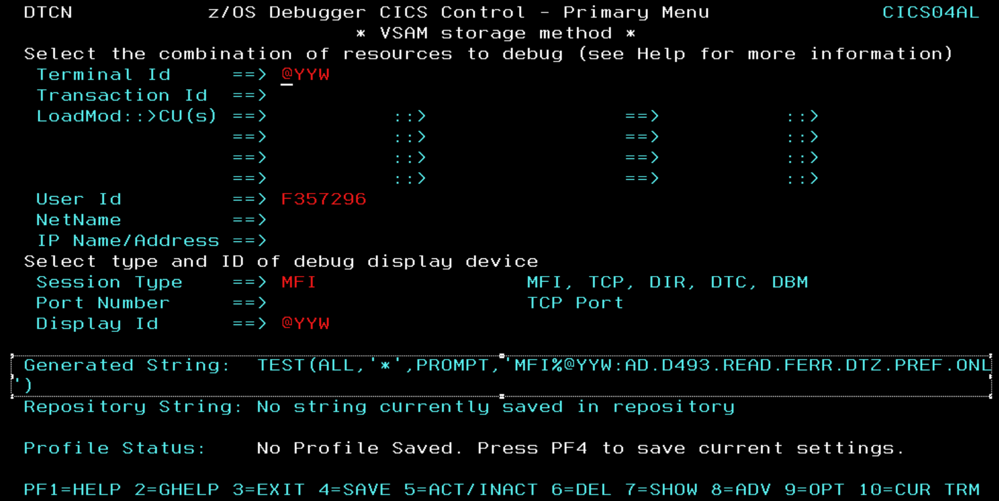 DTCN z/OS Debugger CICS Control - Primary Menu CICS04AL
* VSAM storage method *
Select the combination of resources to debug (see Help for more information)
Terminal Id ==> @YYW
Transaction Id ==>
LoadMod::>CU(s) ==> ::> ==> ::>
==> ::> ==> ::>
==> ::> ==> ::>
==> ::> ==> ::>
User Id ==> F357296
NetName ==>
IP Name/Address ==>
Select type and ID of debug display device
Session Type ==> MFI MFI, TCP, DIR, DTC, DBM
Port Number ==> TCP Port
Display Id ==> @YYW
Generated String: TEST(ALL,'*',PROMPT,'MFI%@YYW:AD.D493.READ.FERR.DTZ.PREF.ONL
')
Repository String: No string currently saved in repository
Profile Status: No Profile Saved. Press PF4 to save current settings.
PF1=HELP 2=GHELP 3=EXIT 4=SAVE 5=ACT/INACT 6=DEL 7=SHOW 8=ADV 9=OPT 10=CUR TRM